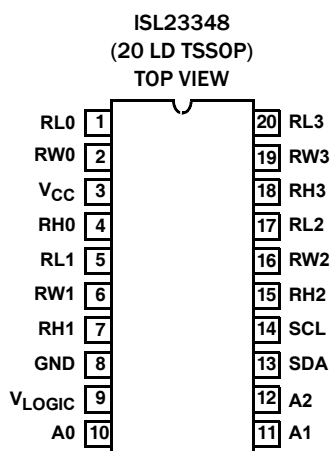 ISL23348
(20 LD TSSOP)
TOP VIEW
RL0 1 20 RL3
RW0 2 19 RW3
VCC 3 18 RH3
RH0 4 17 RL2
RL1 5 16 RW2
RW1 6 15 RH2
RH1 7 14 SCL
GND 8 13 SDA
VLOGIC 9 12 A2
A0 10 11 A1